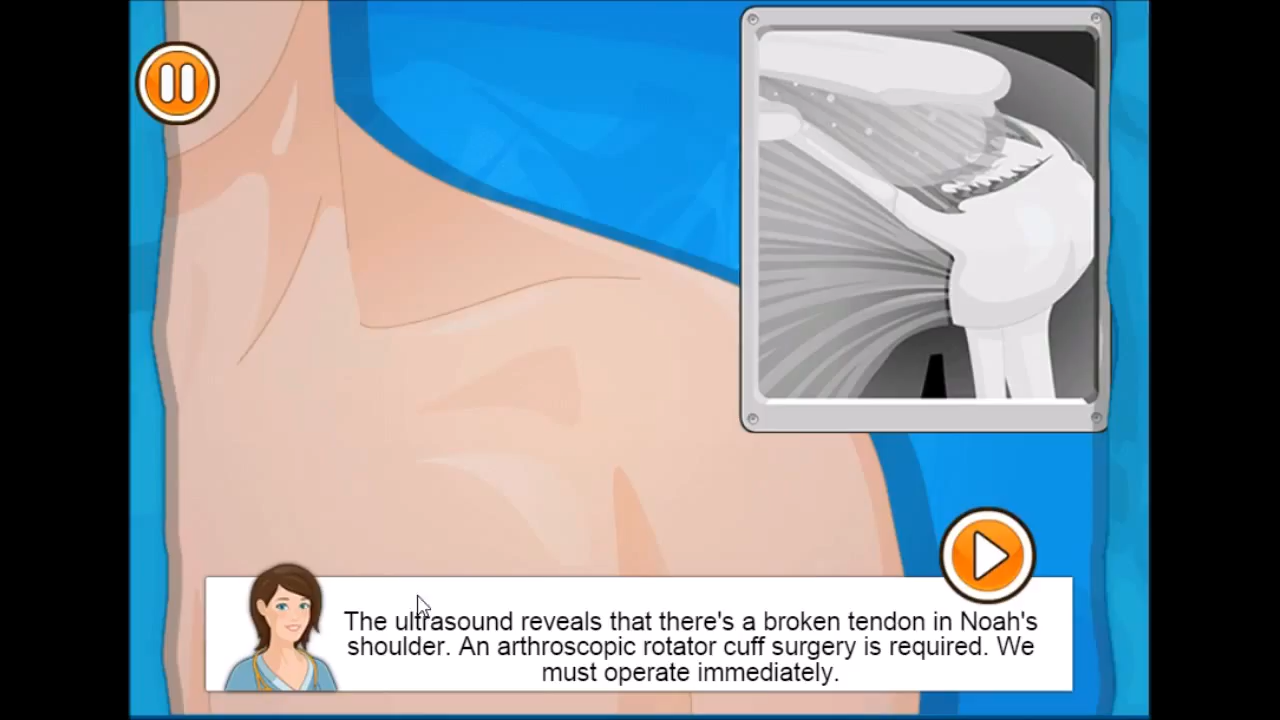 The ultrasound reveals that there's a broken tendon in Noah's
shoulder. An arthroscopic rotator cuff surgery is required. We
must operate immediately.